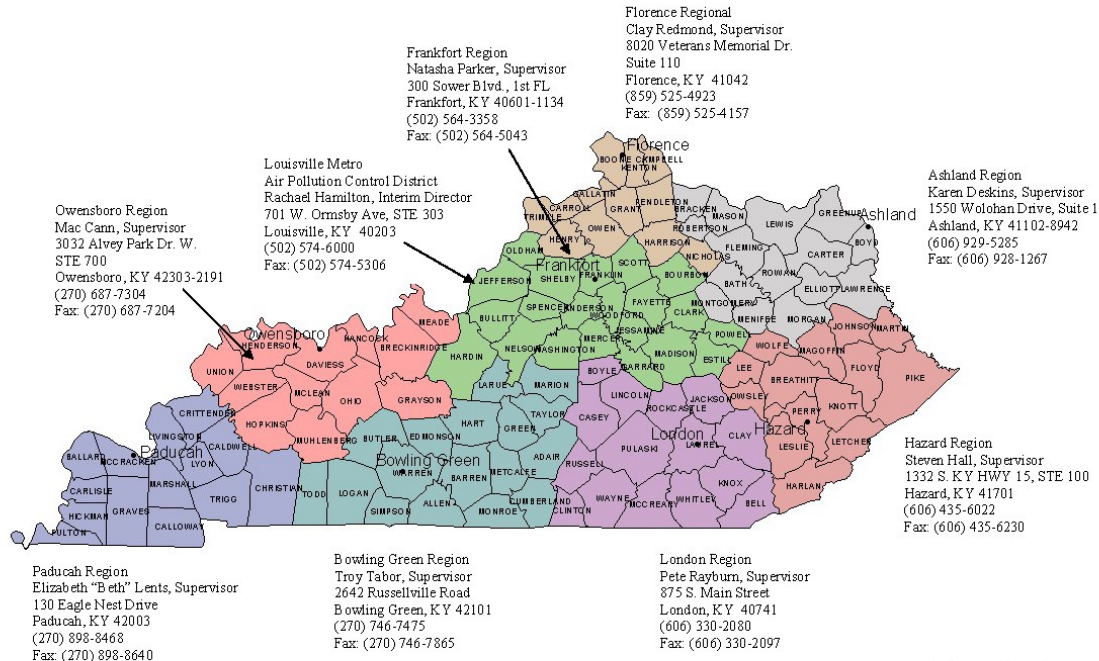 Florence Regional
Clay Redmond, Supervisor
8020 Veterans Memorial Dr.
Suite 110
Florence, KY 41042
(859) 525-4923
Fax: (859) 525-4157
Frankfort Region
Natasha Parker, Supervisor
300 Sower Blvd., 1st FL
Frankfort, KY 40601-1134
(502) 564-3358
Fax: (502) 564-5043
Louisville Metro
Air Pollution Control District
Rachael Hamilton, Interim Director
701 W. Ormsby Ave, STE 303
Louisville, KY 40203
(502) 574-6000
Fax: (502) 574-5306
Owensboro Region
Mac Cann, Supervisor
3032 Alvey Park Dr. W.
STE 700
Owensboro, KY 42303-2191
(270) 687-7304
Fax: (270) 687-7204
Ashland Region
Karen Deskins, Supervisor
1550 Wolohan Drive, Suite 1
Ashland, KY 41102-8942
(606) 929-5285
Fax: (606) 928-1267
Florence
BOONE
CAMPBELL
KENTON
GALLATIN
CARROLL
GRANT
PENDLETON
TRIMBLE
OWEN
BRACKEN
MASON
LEWIS
GREENUP
Ashland
HENRY
HARRISON
ROBERTSON
FLEMING
BOYD
CARTER
OLDHAM
Frankfort
SCOTT
NICHOLAS
ROWAN
JEFFERSON
SHELBY
FRANKLIN
BOURBON
BATH
ELLIOTT
LAWRENCE
SPENCER
ANDERSON
WOODFORD
FAYETTE
CLARK
MONTGOMERY
MENIFEE
MORGAN
BULLITT
JESSAMINE
POWELL
JOHNSON
MARTIN
MEADE
NELSON
WASHINGTON
MERCER
MADISON
ESTILL
WOLFE
MAGOFFIN
Owensboro
HENDERSON
HANCOCK
BRECKINRIDGE
HARDIN
GARRARD
LEE
FLOYD
PIKE
UNION
DAVIESS
BOYLE
BREATHITT
WEBSTER
MCLEAN
OHIO
GRAYSON
LARUE
MARION
LINCOLN
ROCKCASTLE
JACKSON
OWSLEY
KNOTT
CRITTENDEN
HOPKINS
MUHLENBERG
HART
TAYLOR
CASEY
PERRY
LIVINGSTON
CALDWELL
BUTLER
EDMONSON
GREEN
London
LAUREL
CLAY
Hazard
LETCHER
LESLIE
BALLARD
MCCRACKEN
Paducah
LYON
Bowling Green
WARREN
BARREN
METCALFE
ADAIR
RUSSELL
PULASKI
KNOX
HARLAN
CARLISLE
MARSHALL
TRIGG
CHRISTIAN
TODD
LOGAN
SIMPSON
ALLEN
MONROE
CUMBERLAND
CLINTON
WAYNE
MCCREARY
WHITLEY
BELL
HICKMAN
GRAVES
CALLOWAY
FULTON
Hazard Region
Steven Hall, Supervisor
1332 S. KY HWY 15, STE 100
Hazard, KY 41701
(606) 435-6022
Fax: (606) 435-6230
Paducah Region
Elizabeth “Beth” Lents, Supervisor
130 Eagle Nest Drive
Paducah, KY 42003
(270) 898-8468
Fax: (270) 898-8640
Bowling Green Region
Troy Tabor, Supervisor
2642 Russellville Road
Bowling Green, KY 42101
(270) 746-7475
Fax: (270) 746-7865
London Region
Pete Rayburn, Supervisor
875 S. Main Street
London, KY 40741
(606) 330-2080
Fax: (606) 330-2097